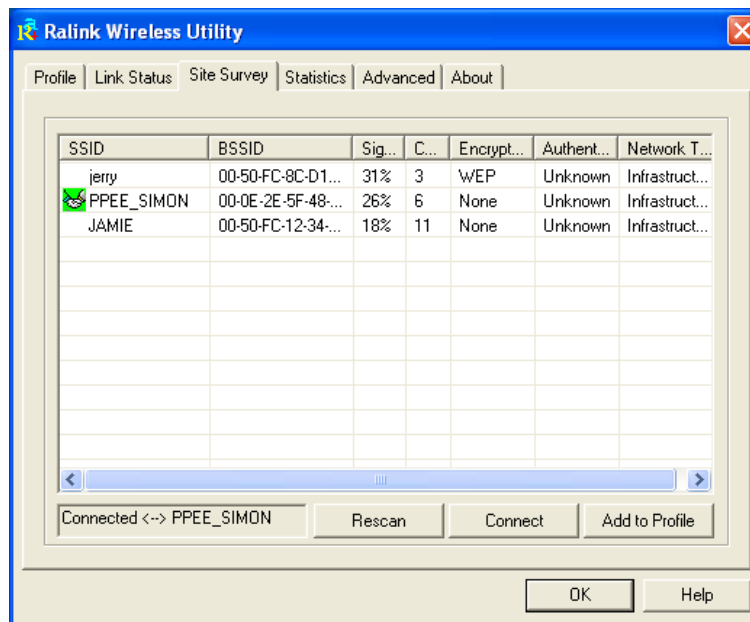 Ralink Wireless Utility
Profile Link Status Site Survey Statistics Advanced About
SSID BSSID Sig... C... Encrypt... Authent... Network T...
jerry 00-50-FC-8C-D1... 31% 3 WEP Unknown Infrastruct...
PPEE_SIMON 00-0E-2E-5F-48-... 26% 6 None Unknown Infrastruct...
JAMIE 00-50-FC-12-34-... 18% 11 None Unknown Infrastruct...
Connected <--> PPEE_SIMON Rescan Connect Add to Profile
OK Help